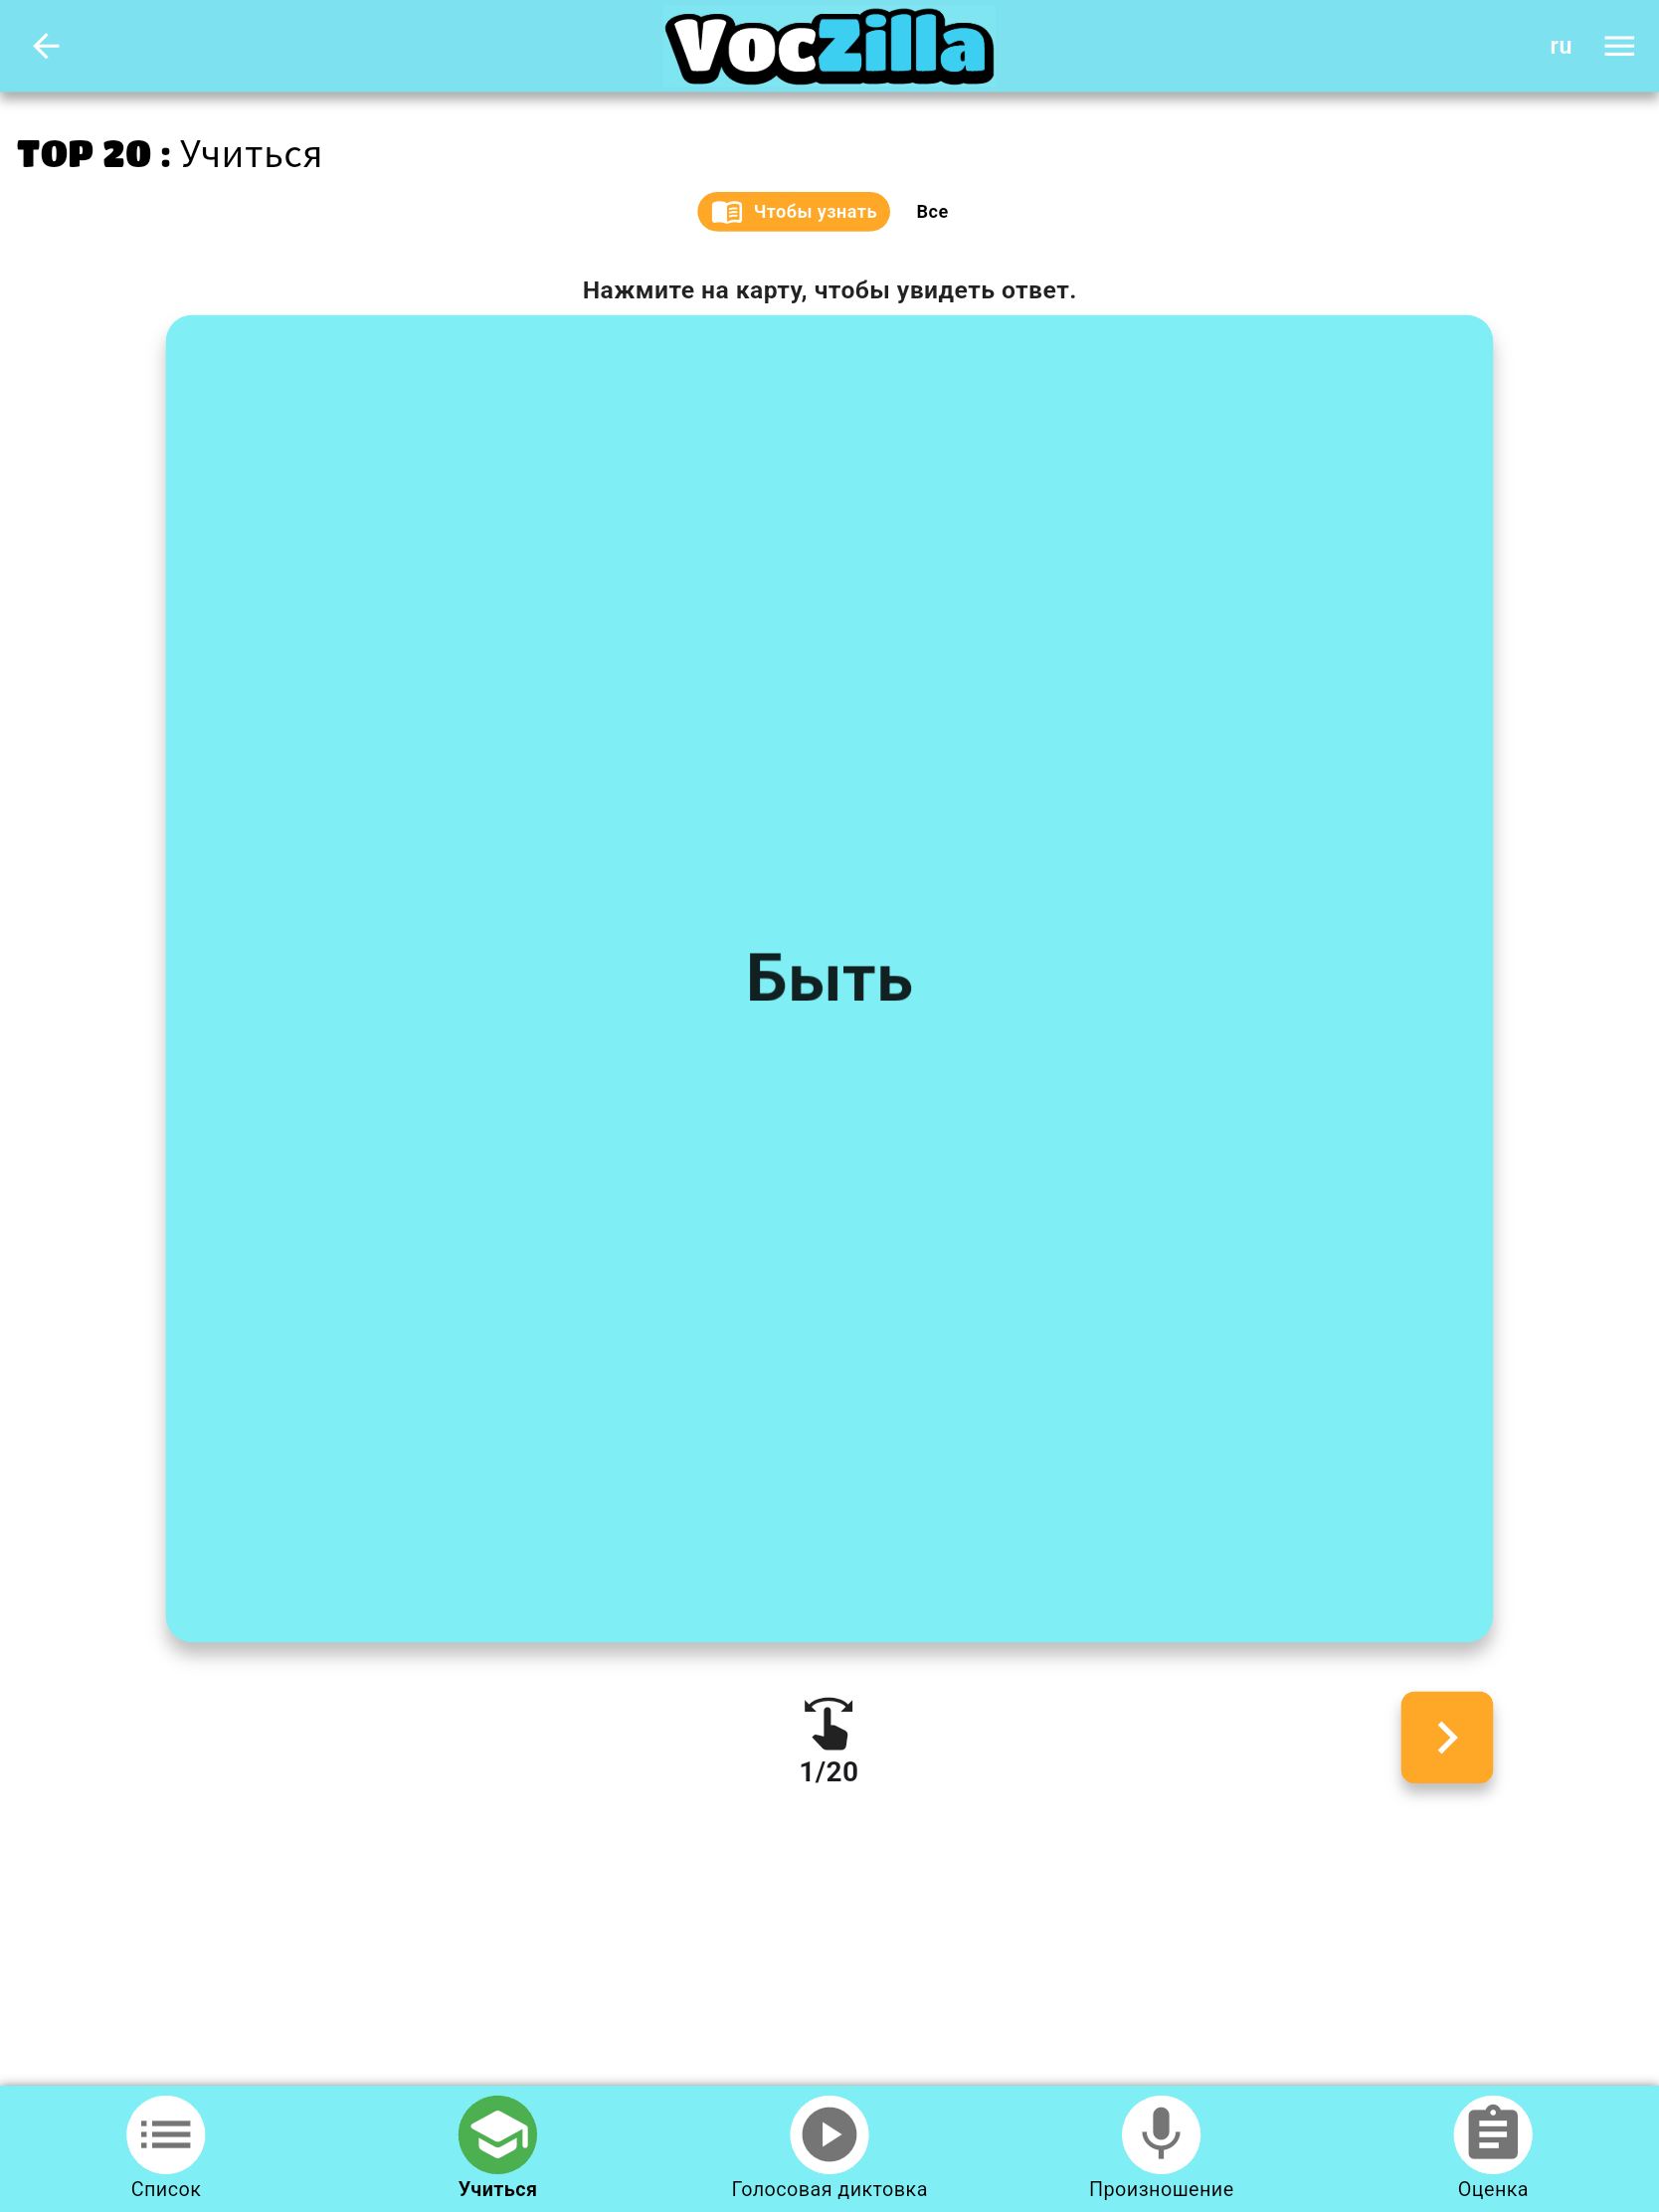 VocZilla
ru
TOP 20 : Учиться
Чтобы узнать Все
Нажмите на карту, чтобы увидеть ответ.
Быть
1/20
Список Учиться Голосовая диктовка Произношение Оценка